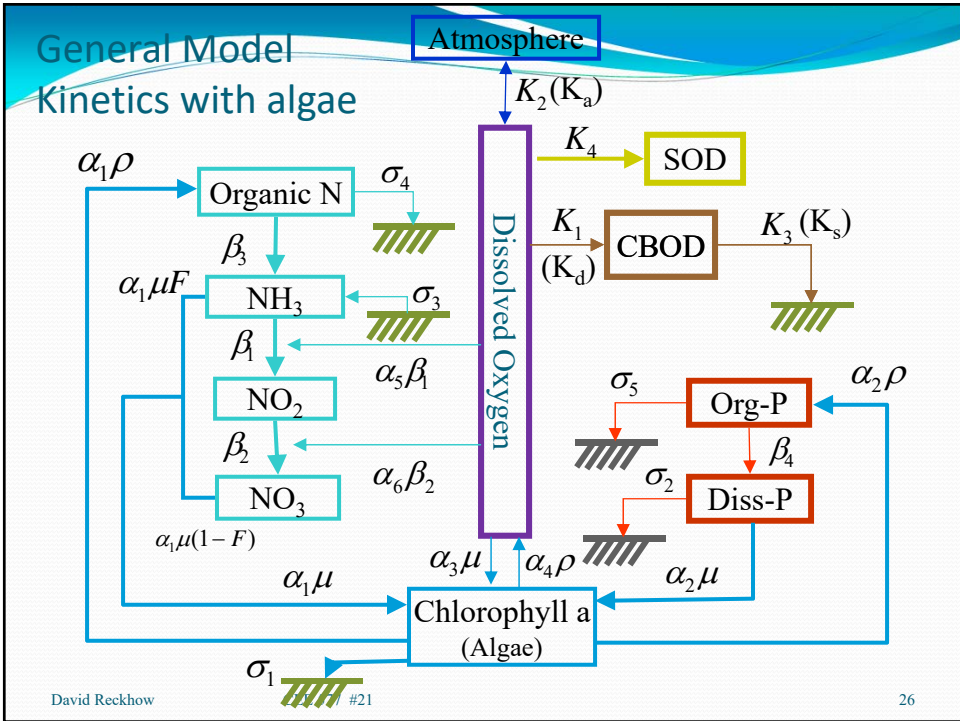 General Model
Kinetics with algae
Atmosphere
K₂ (Kₐ)
K₄
SOD
α₁ρ
Organic N
σ₄
K₁
(K_d)
CBOD
K₃ (Kₛ)
β₃
α₁μF
NH₃
σ₃
Dissolved Oxygen
β₁
α₅β₁
NO₂
β₂
α₆β₂
NO₃
α₁μ(1−F)
σ₅
Org-P
α₂ρ
β₄
σ₂
Diss-P
α₁μ
α₃μ
α₄ρ
α₂μ
Chlorophyll a
(Algae)
σ₁
David Reckhow
#21
26